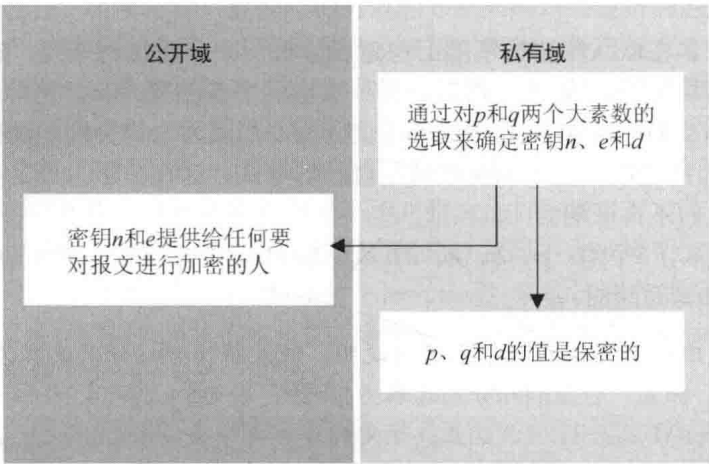 公开域
私有域
通过对p和q两个大素数的
选取来确定密钥n、e和d
密钥n和e提供给任何要
对报文进行加密的人
p、q和d的值是保密的